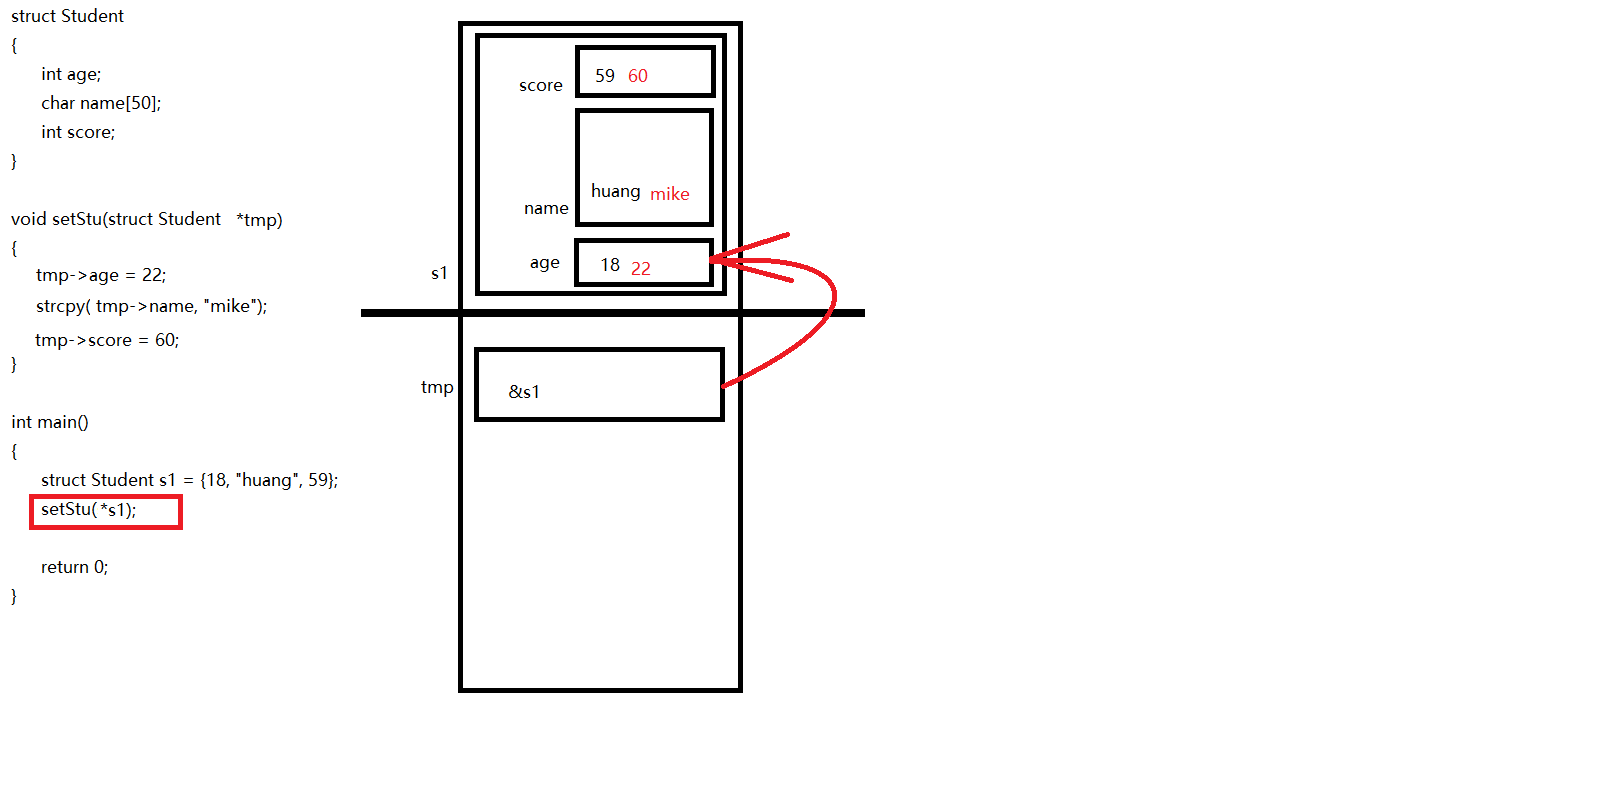 struct Student
{
int age;
char name[50];
int score;
}
void setStu(struct Student *tmp)
{
tmp->age = 22;
strcpy( tmp->name, "mike");
tmp->score = 60;
}
int main()
{
struct Student s1 = {18, "huang", 59};
setStu( *s1);
return 0;
}
score 59 60
name huang mike
age 18 22
s1
tmp &s1